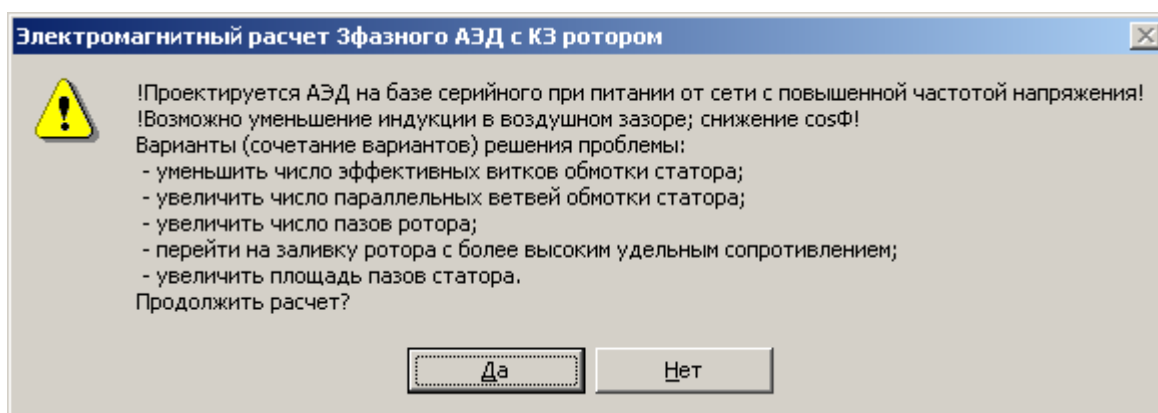 Электромагнитный расчет 3фазного АЭД с КЗ ротором
!Проектируется АЭД на базе серийного при питании от сети с повышенной частотой напряжения!
!Возможно уменьшение индукции в воздушном зазоре; снижение cosФ!
Варианты (сочетание вариантов) решения проблемы:
- уменьшить число эффективных витков обмотки статора;
- увеличить число параллельных ветвей обмотки статора;
- увеличить число пазов ротора;
- перейти на заливку ротора с более высоким удельным сопротивлением;
- увеличить площадь пазов статора.
Продолжить расчет?
Да
Нет